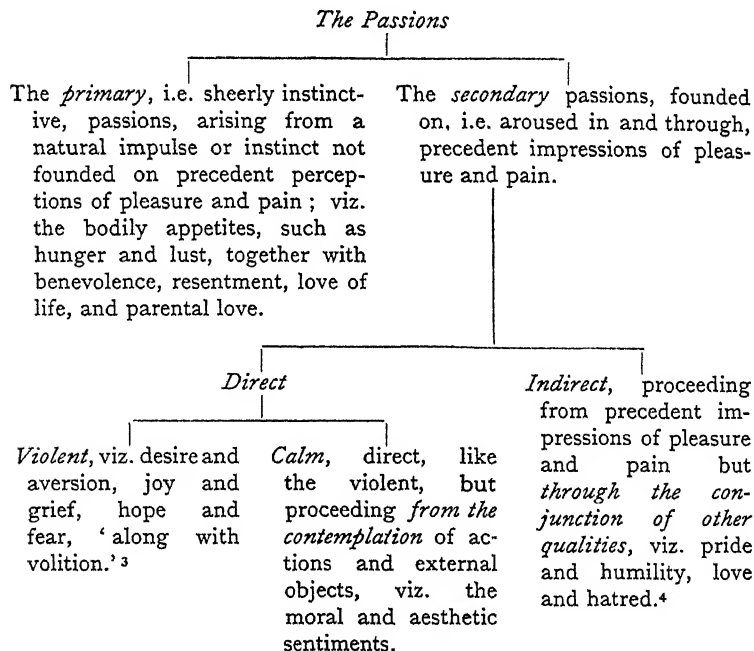 The Passions
The primary, i.e. sheerly instinct-
ive, passions, arising from a
natural impulse or instinct not
founded on precedent percep-
tions of pleasure and pain ; viz.
the bodily appetites, such as
hunger and lust, together with
benevolence, resentment, love of
life, and parental love.
The secondary passions, founded
on, i.e. aroused in and through,
precedent impressions of pleas-
ure and pain.
Direct
Violent, viz. desire and
aversion, joy and
grief, hope and
fear, ‘ along with
volition.’ 3
Calm, direct, like
the violent, but
proceeding from the
contemplation of ac-
tions and external
objects, viz. the
moral and aesthetic
sentiments.
Indirect, proceeding
from precedent im-
pressions of pleasure
and pain but
through the con-
junction of other
qualities, viz. pride
and humility, love
and hatred.4